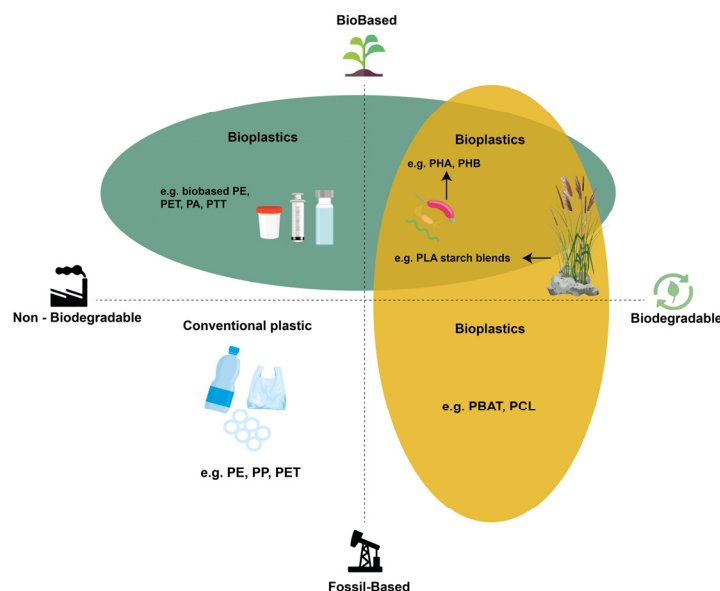 BioBased
Bioplastics
Bioplastics
e.g. PHA, PHB
e.g. biobased PE,
PET, PA, PTT
e.g. PLA starch blends
Non - Biodegradable
Biodegradable
Conventional plastic
Bioplastics
e.g. PBAT, PCL
e.g. PE, PP, PET
Fossil-Based